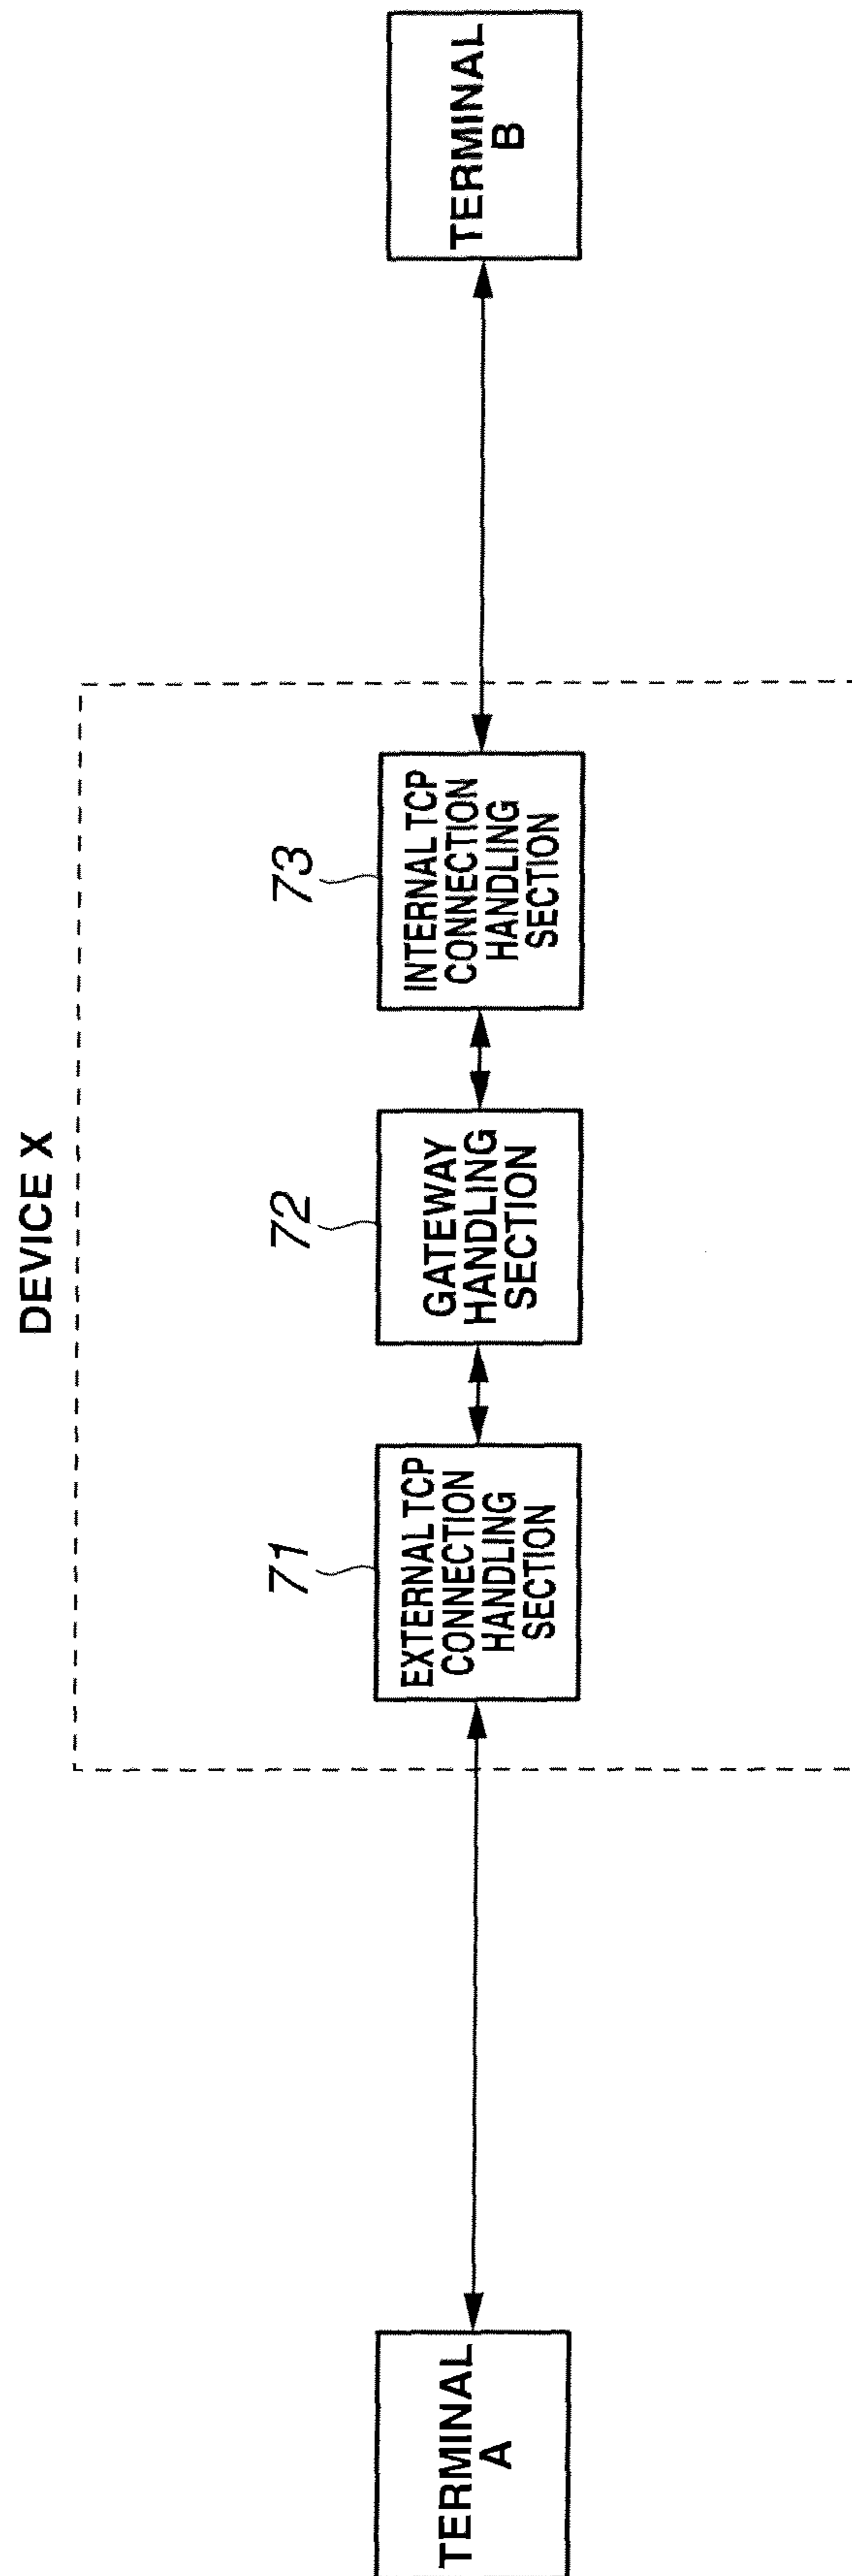 DEVICE X
71
72
73
TERMINAL
A
EXTERNAL TCP
CONNECTION
HANDLING
SECTION
GATEWAY
HANDLING
SECTION
INTERNAL TCP
CONNECTION
HANDLING
SECTION
TERMINAL
B